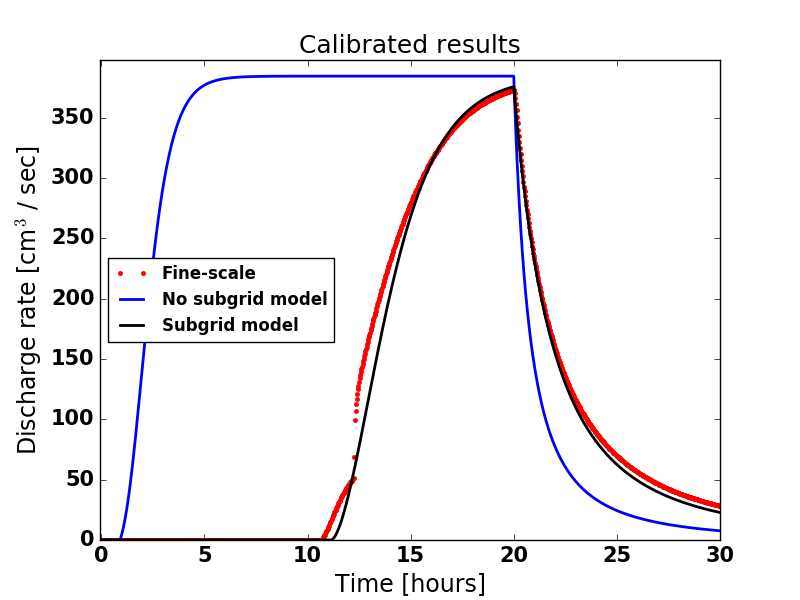 Calibrated results
Discharge rate [cm³ / sec]
350
300
250
200
150
100
50
0
Fine-scale
No subgrid model
Subgrid model
0 5 10 15 20 25 30
Time [hours]